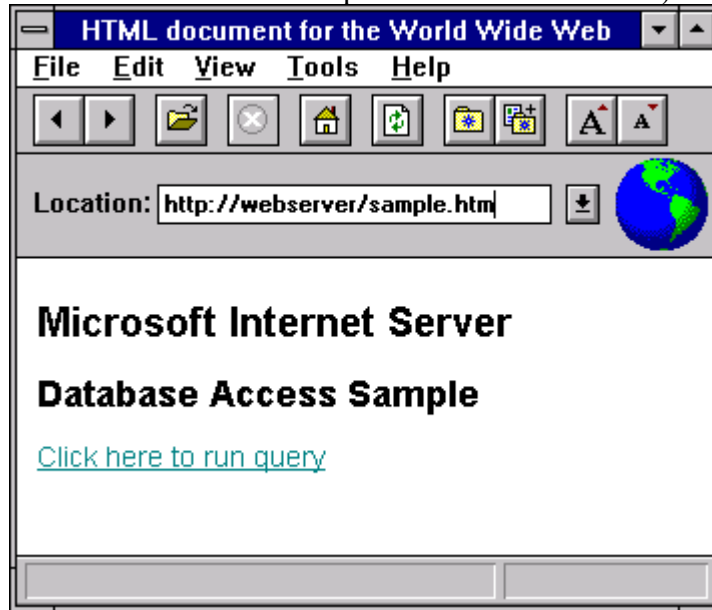 HTML document for the World Wide Web
File Edit View Tools Help
A A
Location: http://webserver/sample.htm
Microsoft Internet Server
Database Access Sample
Click here to run query